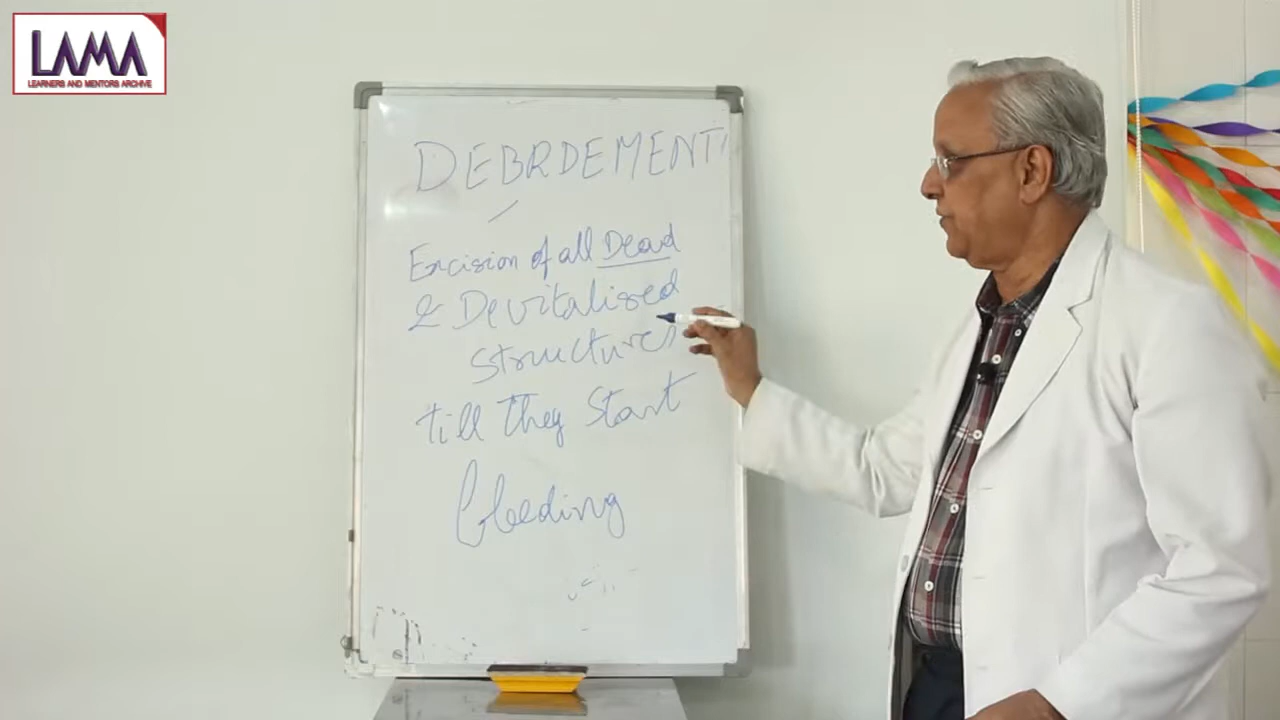 LAMA
LEARNERS AND MENTORS ARCHIVE
DEBRDEMENT
Excision of all Dead
& Devitalised
Structures
till they Start
bleeding